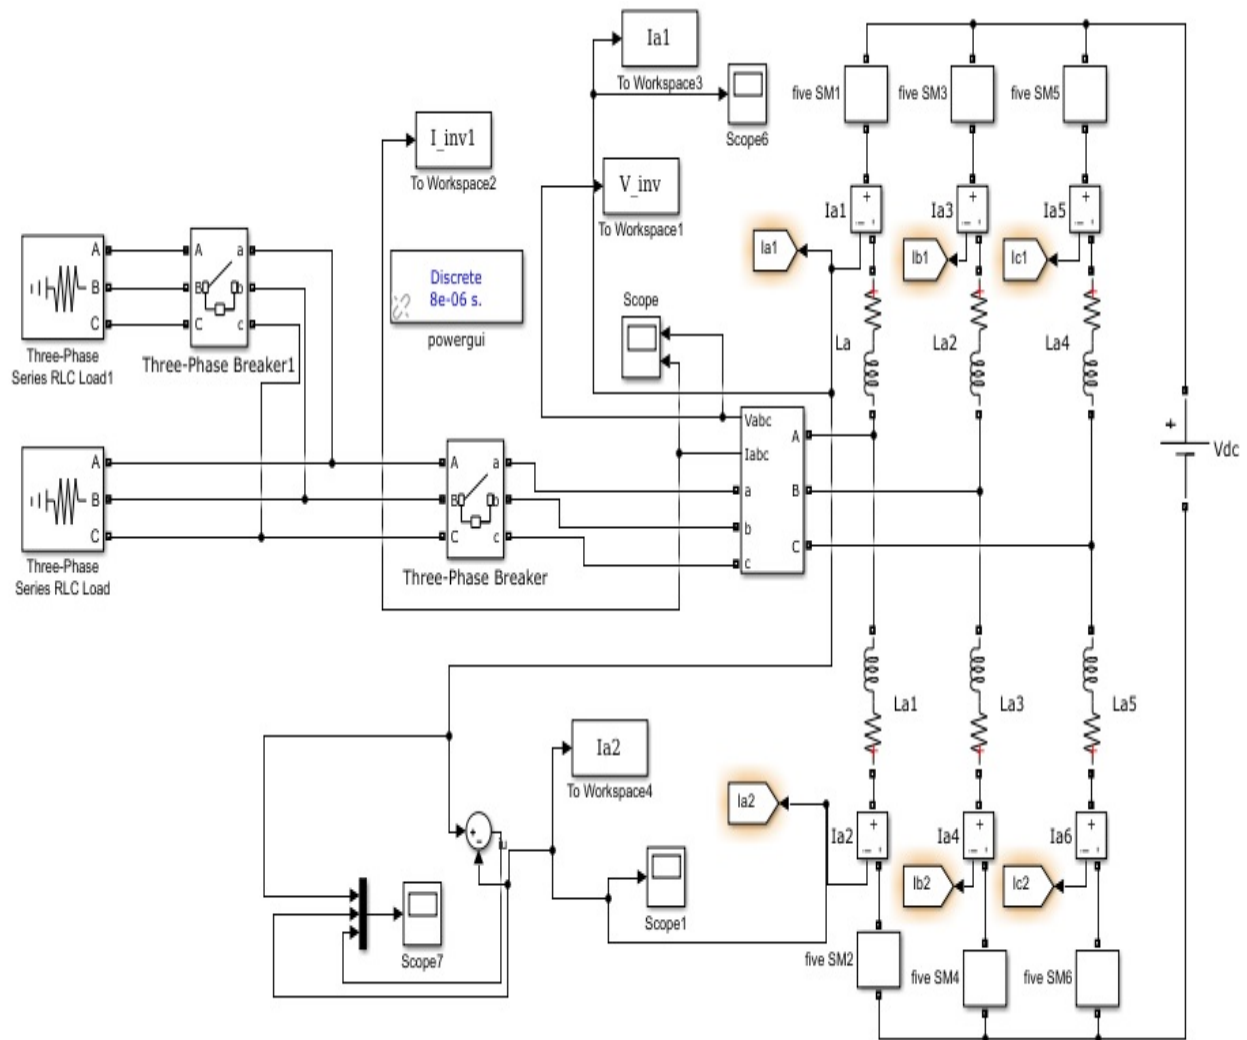 Ia1
To Workspace3
Scope6
five SM1
five SM3
five SM5
I_inv1
To Workspace2
V_inv
To Workspace1
Ia1
+
-
Ia3
+
-
Ia5
+
-
Ia1
Ib1
Ic1
A
B
C
Three-Phase
Series RLC Load1
A
B
C
a
b
c
Three-Phase Breaker1
Discrete
8e-06 s.
powergui
Scope
La
La2
La4
+
Vdc
Vabc
Iabc
a
b
c
A
B
C
A
B
C
Three-Phase
Series RLC Load
A
B
C
a
b
c
Three-Phase Breaker
La1
La3
La5
Ia2
To Workspace4
Ia2
Ia2
+
-
Ia4
+
-
Ia6
+
-
+
-
Ib2
Ic2
Scope1
Scope7
five SM2
five SM4
five SM6